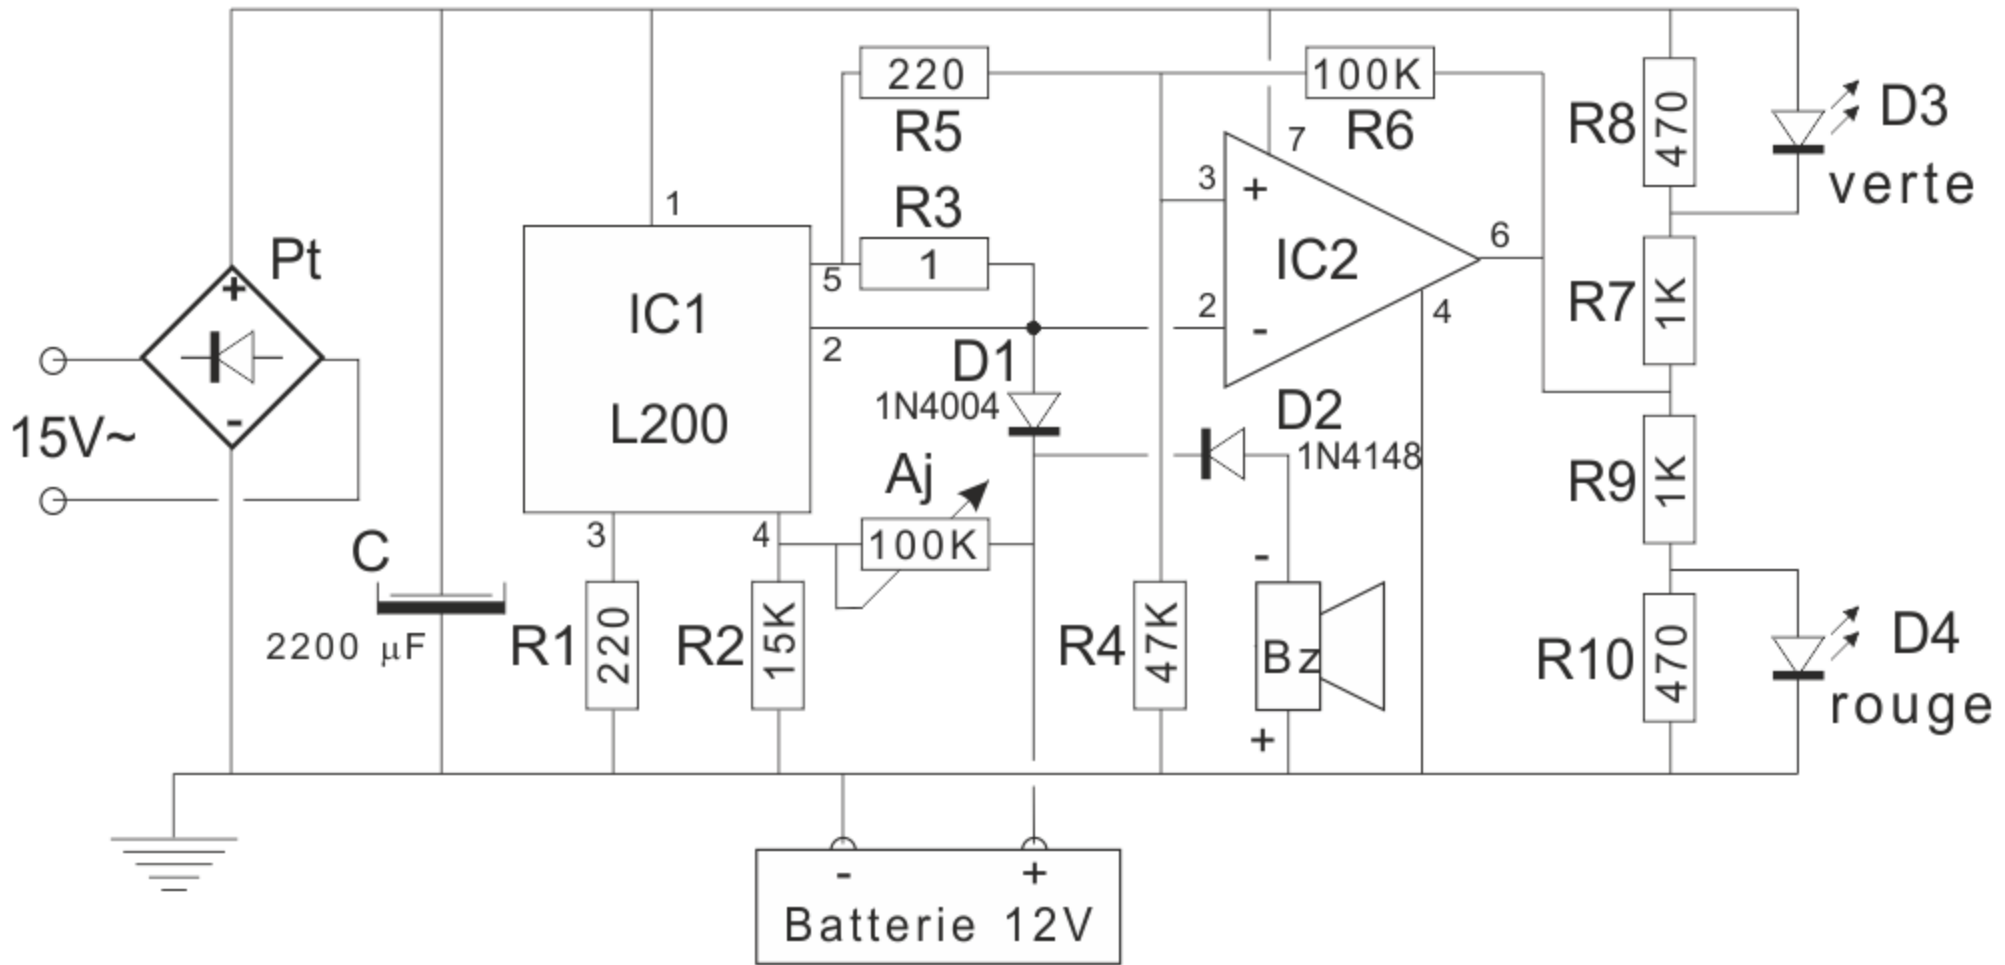 220
R5
100K
R6
7
R8
470
D3
verte
1
R3
1
3
+
Pt
+
-
15V~
IC1
L200
5
2
IC2
6
2
-
4
R7
1K
D1
1N4004
D2
1N4148
Aj
100K
R9
1K
C
2200 µF
3
4
R1
220
R2
15K
R4
47K
-
Bz
+
R10
470
D4
rouge
- +
Batterie 12V